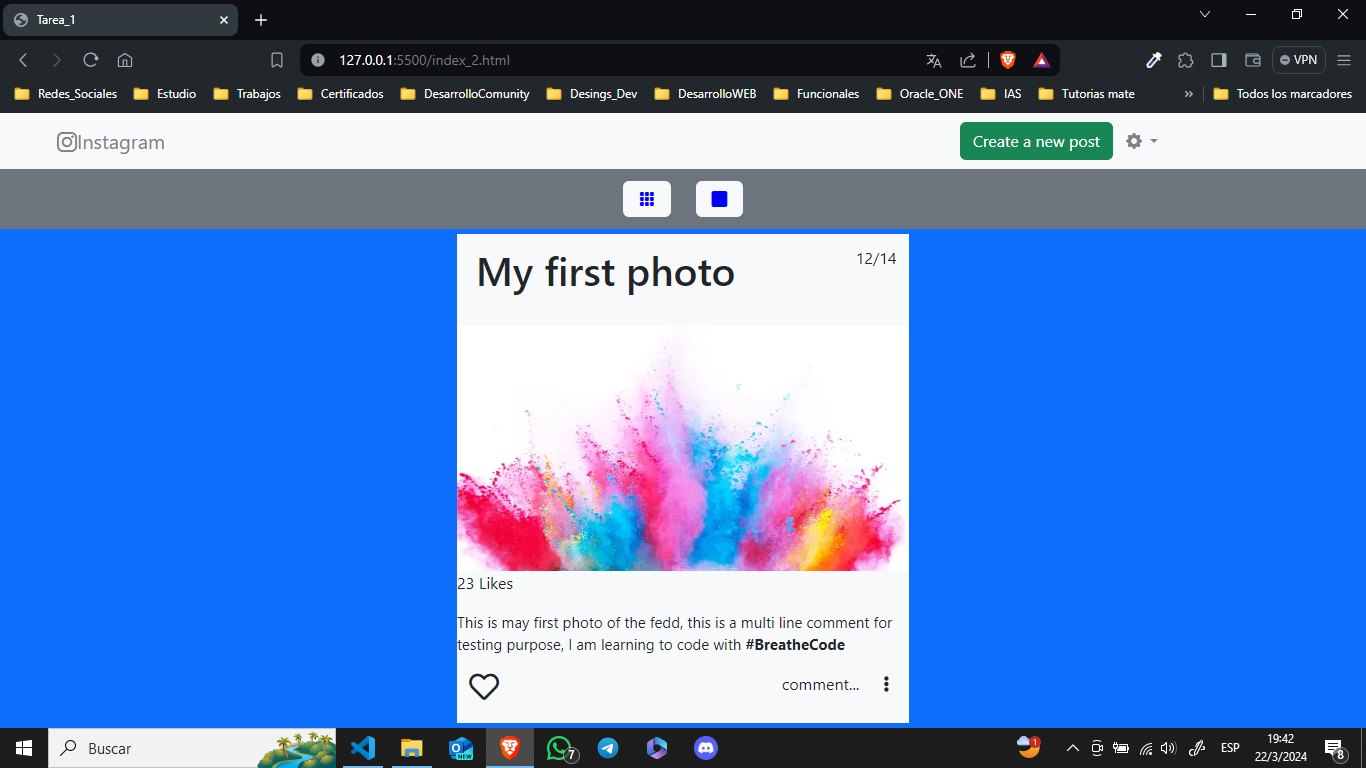 Tarea_1
127.0.0.1:5500/index_2.html
VPN
Redes_Sociales Estudio Trabajos Certificados DesarrolloComunity Desings_Dev DesarrolloWEB Funcionales Oracle_ONE IAS Tutorias mate » Todos los marcadores
Instagram Create a new post
My first photo 12/14
23 Likes
This is may first photo of the fedd, this is a multi line comment for
testing purpose, I am learning to code with #BreatheCode
comment...
Buscar NEW 7 1 ESP 19:42
22/3/2024 8